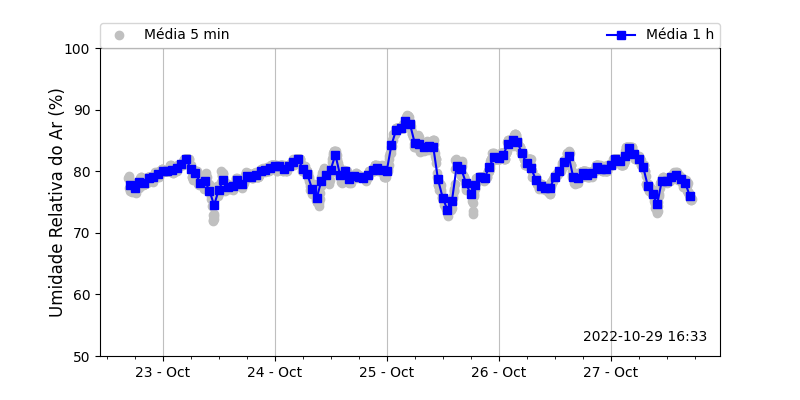 Média 5 min
Média 1 h
100
90
80
70
60
50
Umidade Relativa do Ar (%)
2022-10-29 16:33
23 - Oct
24 - Oct
25 - Oct
26 - Oct
27 - Oct